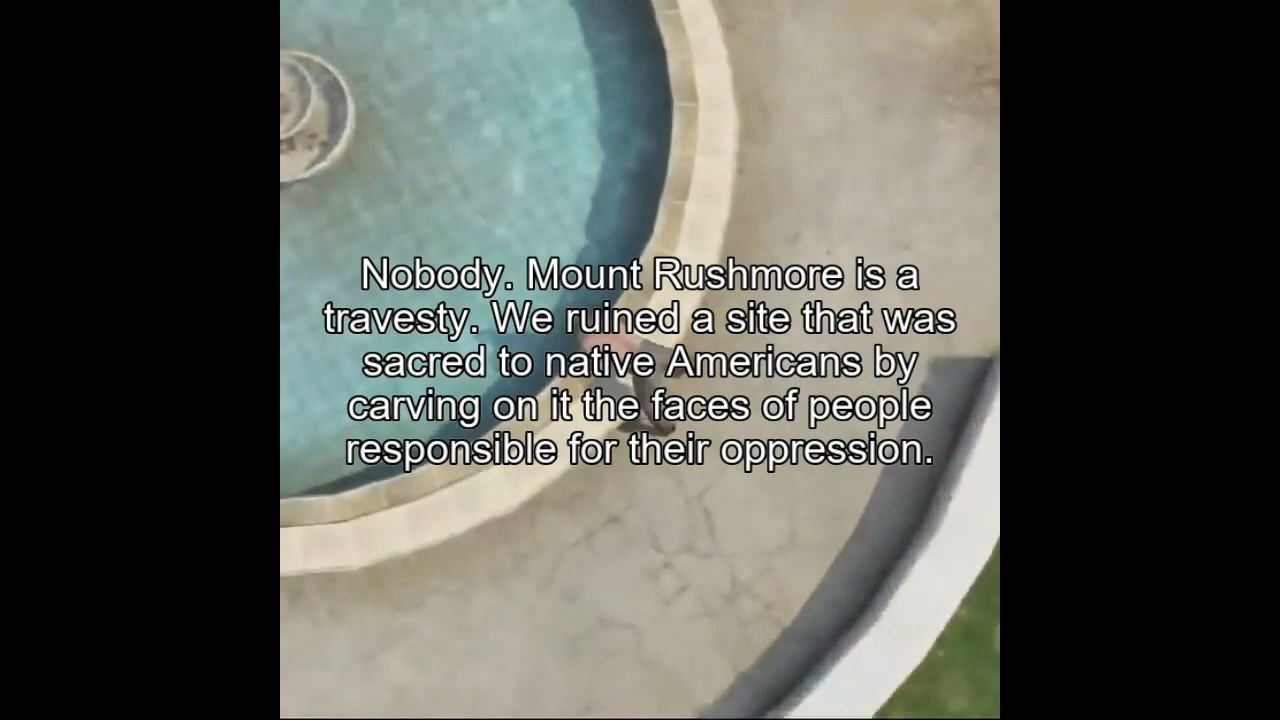 Nobody. Mount Rushmore is a
travesty. We ruined a site that was
sacred to native Americans by
carving on it the faces of people
responsible for their oppression.